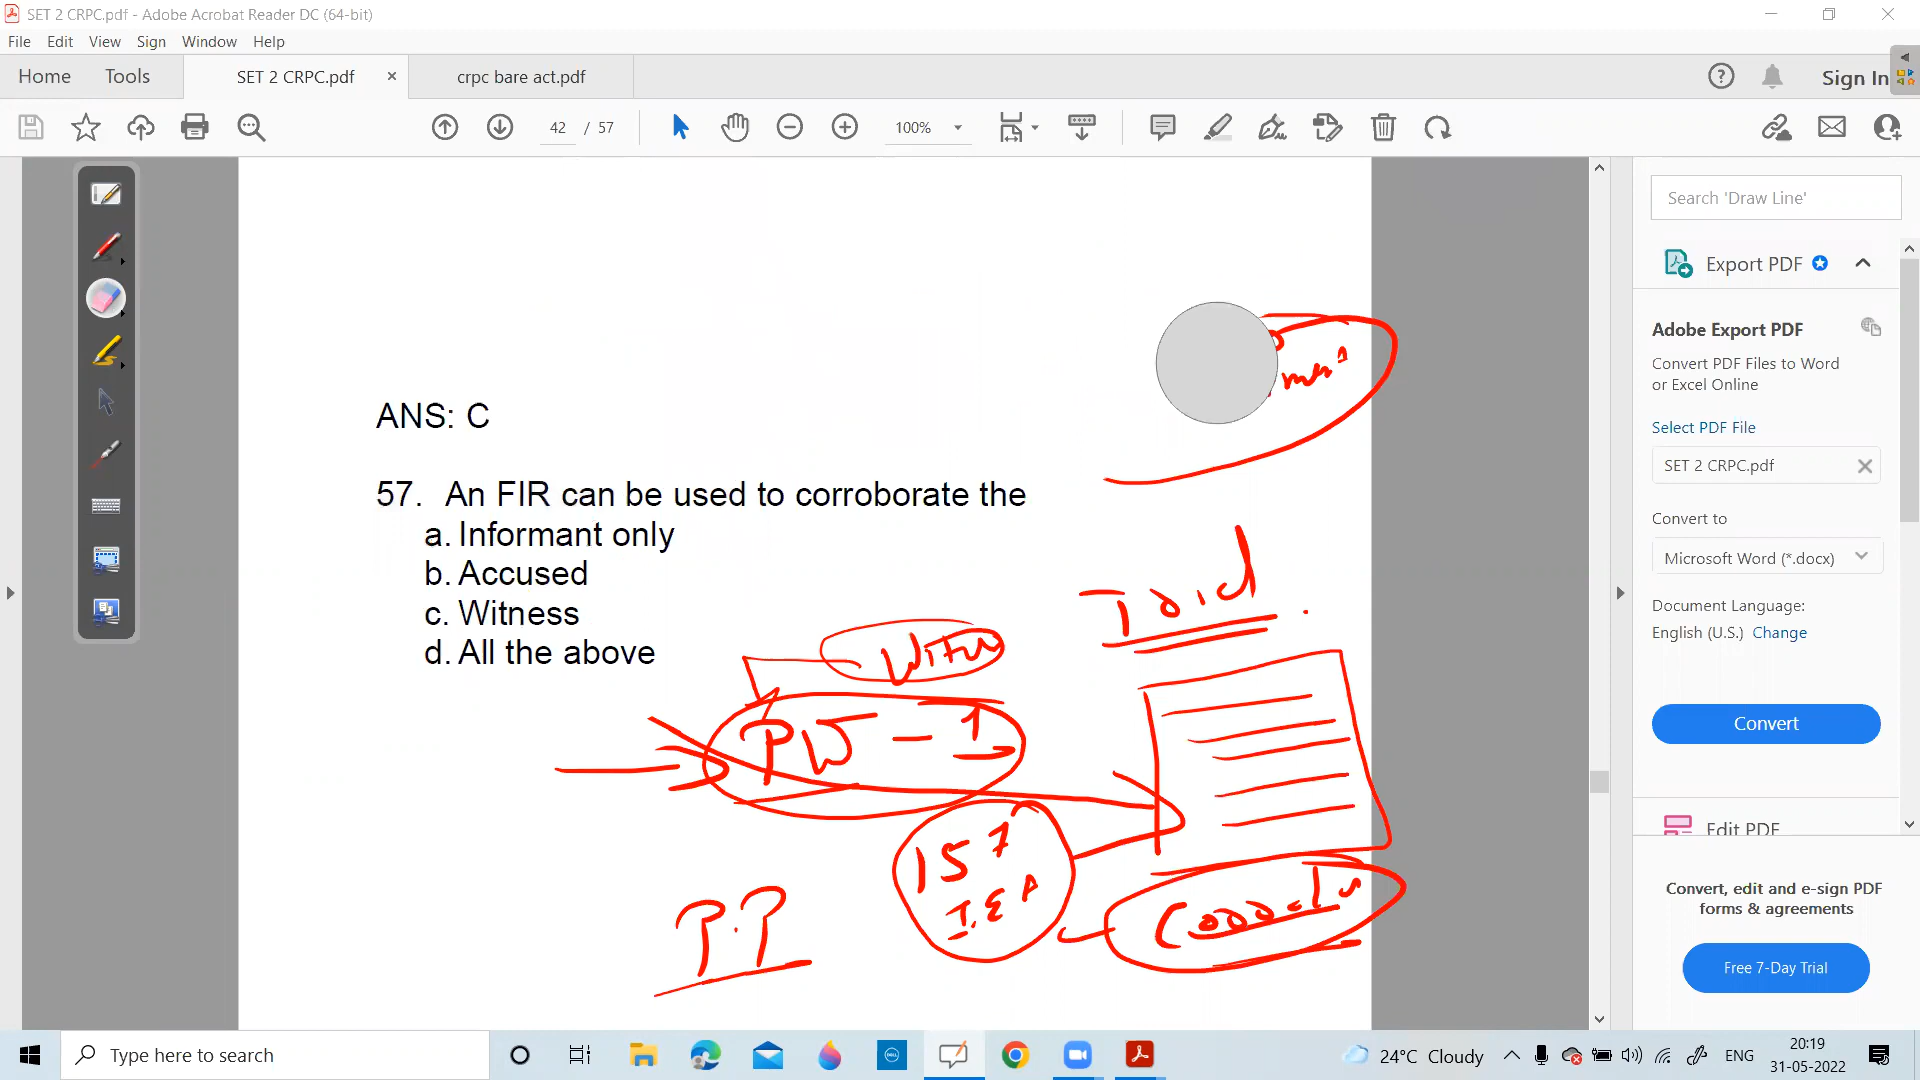 SET 2 CRPC.pdf - Adobe Acrobat Reader DC (64-bit)
File Edit View Sign Window Help
Home Tools SET 2 CRPC.pdf × crpc bare act.pdf Sign In
42 / 57 100%
Search 'Draw Line'
Export PDF
Adobe Export PDF
Convert PDF Files to Word
or Excel Online
Select PDF File
SET 2 CRPC.pdf
Convert to
Microsoft Word (*.docx)
Document Language:
English (U.S.) Change
Convert
Edit PDF
Convert, edit and e-sign PDF
forms & agreements
Free 7-Day Trial
ANS: C
57. An FIR can be used to corroborate the
a. Informant only
b. Accused
c. Witness
d. All the above
PW - 1
157
I.E A
P.P
Type here to search
DELL
24°C Cloudy
ENG
20:19
31-05-2022